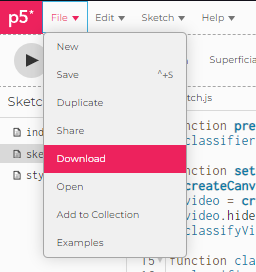 p5* File Edit Sketch Help
New
Superficia
Save ^+S
Sketc
tch.js
Duplicate
ind
function pre
Share
classifier
ske
Download
sty
function set
Open
createCanv
video = cr
Add to Collection
video.hide
classifyVi
Examples
15 function cla